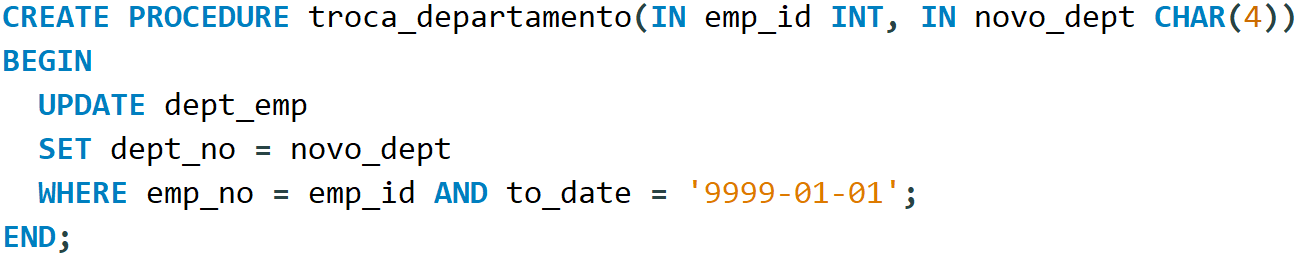 CREATE PROCEDURE troca_departamento(IN emp_id INT, IN novo_dept CHAR(4))
BEGIN
  UPDATE dept_emp
  SET dept_no = novo_dept
  WHERE emp_no = emp_id AND to_date = '9999-01-01';
END;